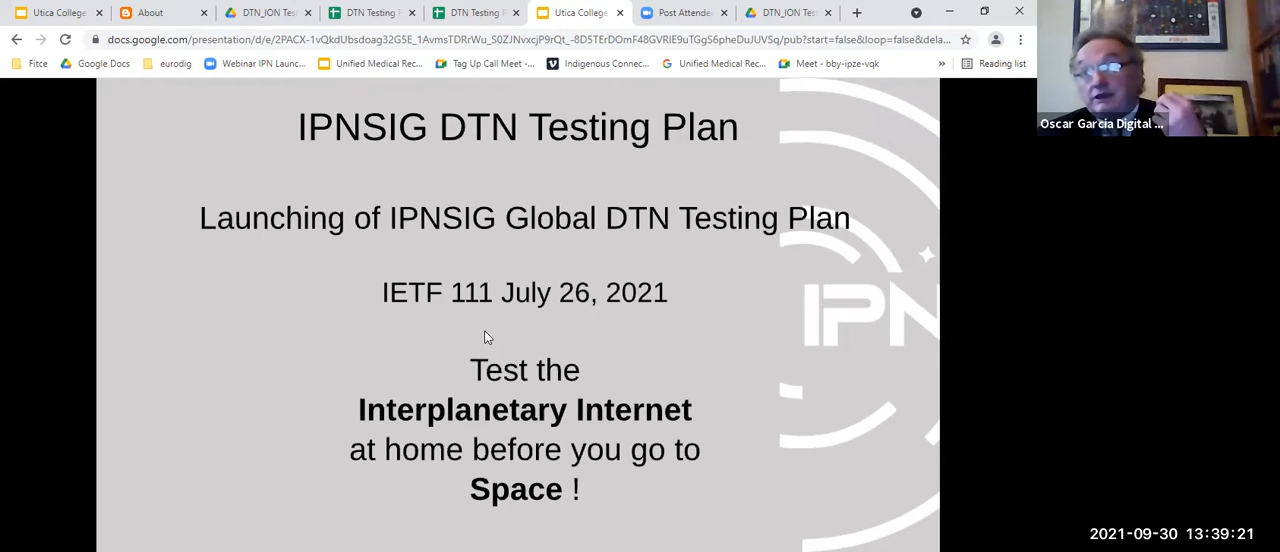 Utica College
About
DTN_ION Test
DTN Testing P
DTN Testing P
Utica College
Post Attendee
DTN_ION Test
docs.google.com/presentation/d/e/2PACX-1vQkdUbsdoag32G5E_1AvmsTDRrWu_S0ZJNvxcjP9rQt_-8D5TErDOmF48GVRIE9uTGgS6pheDuJUVSq/pub?start=false&loop=false&dela...
Fitch
Google Docs
eurodig
Webinar IPN Launc...
Unified Medical Rec...
Tag Up Call Meet -...
Indigenous Connec...
Unified Medical Rec...
Meet - bby-ipze-vqk
»
Reading list
Oscar Garcia Digital ...
IPNSIG DTN Testing Plan
Launching of IPNSIG Global DTN Testing Plan
IETF 111 July 26, 2021
IPN
Test the
Interplanetary Internet
at home before you go to
Space !
2021-09-30 13:39:21